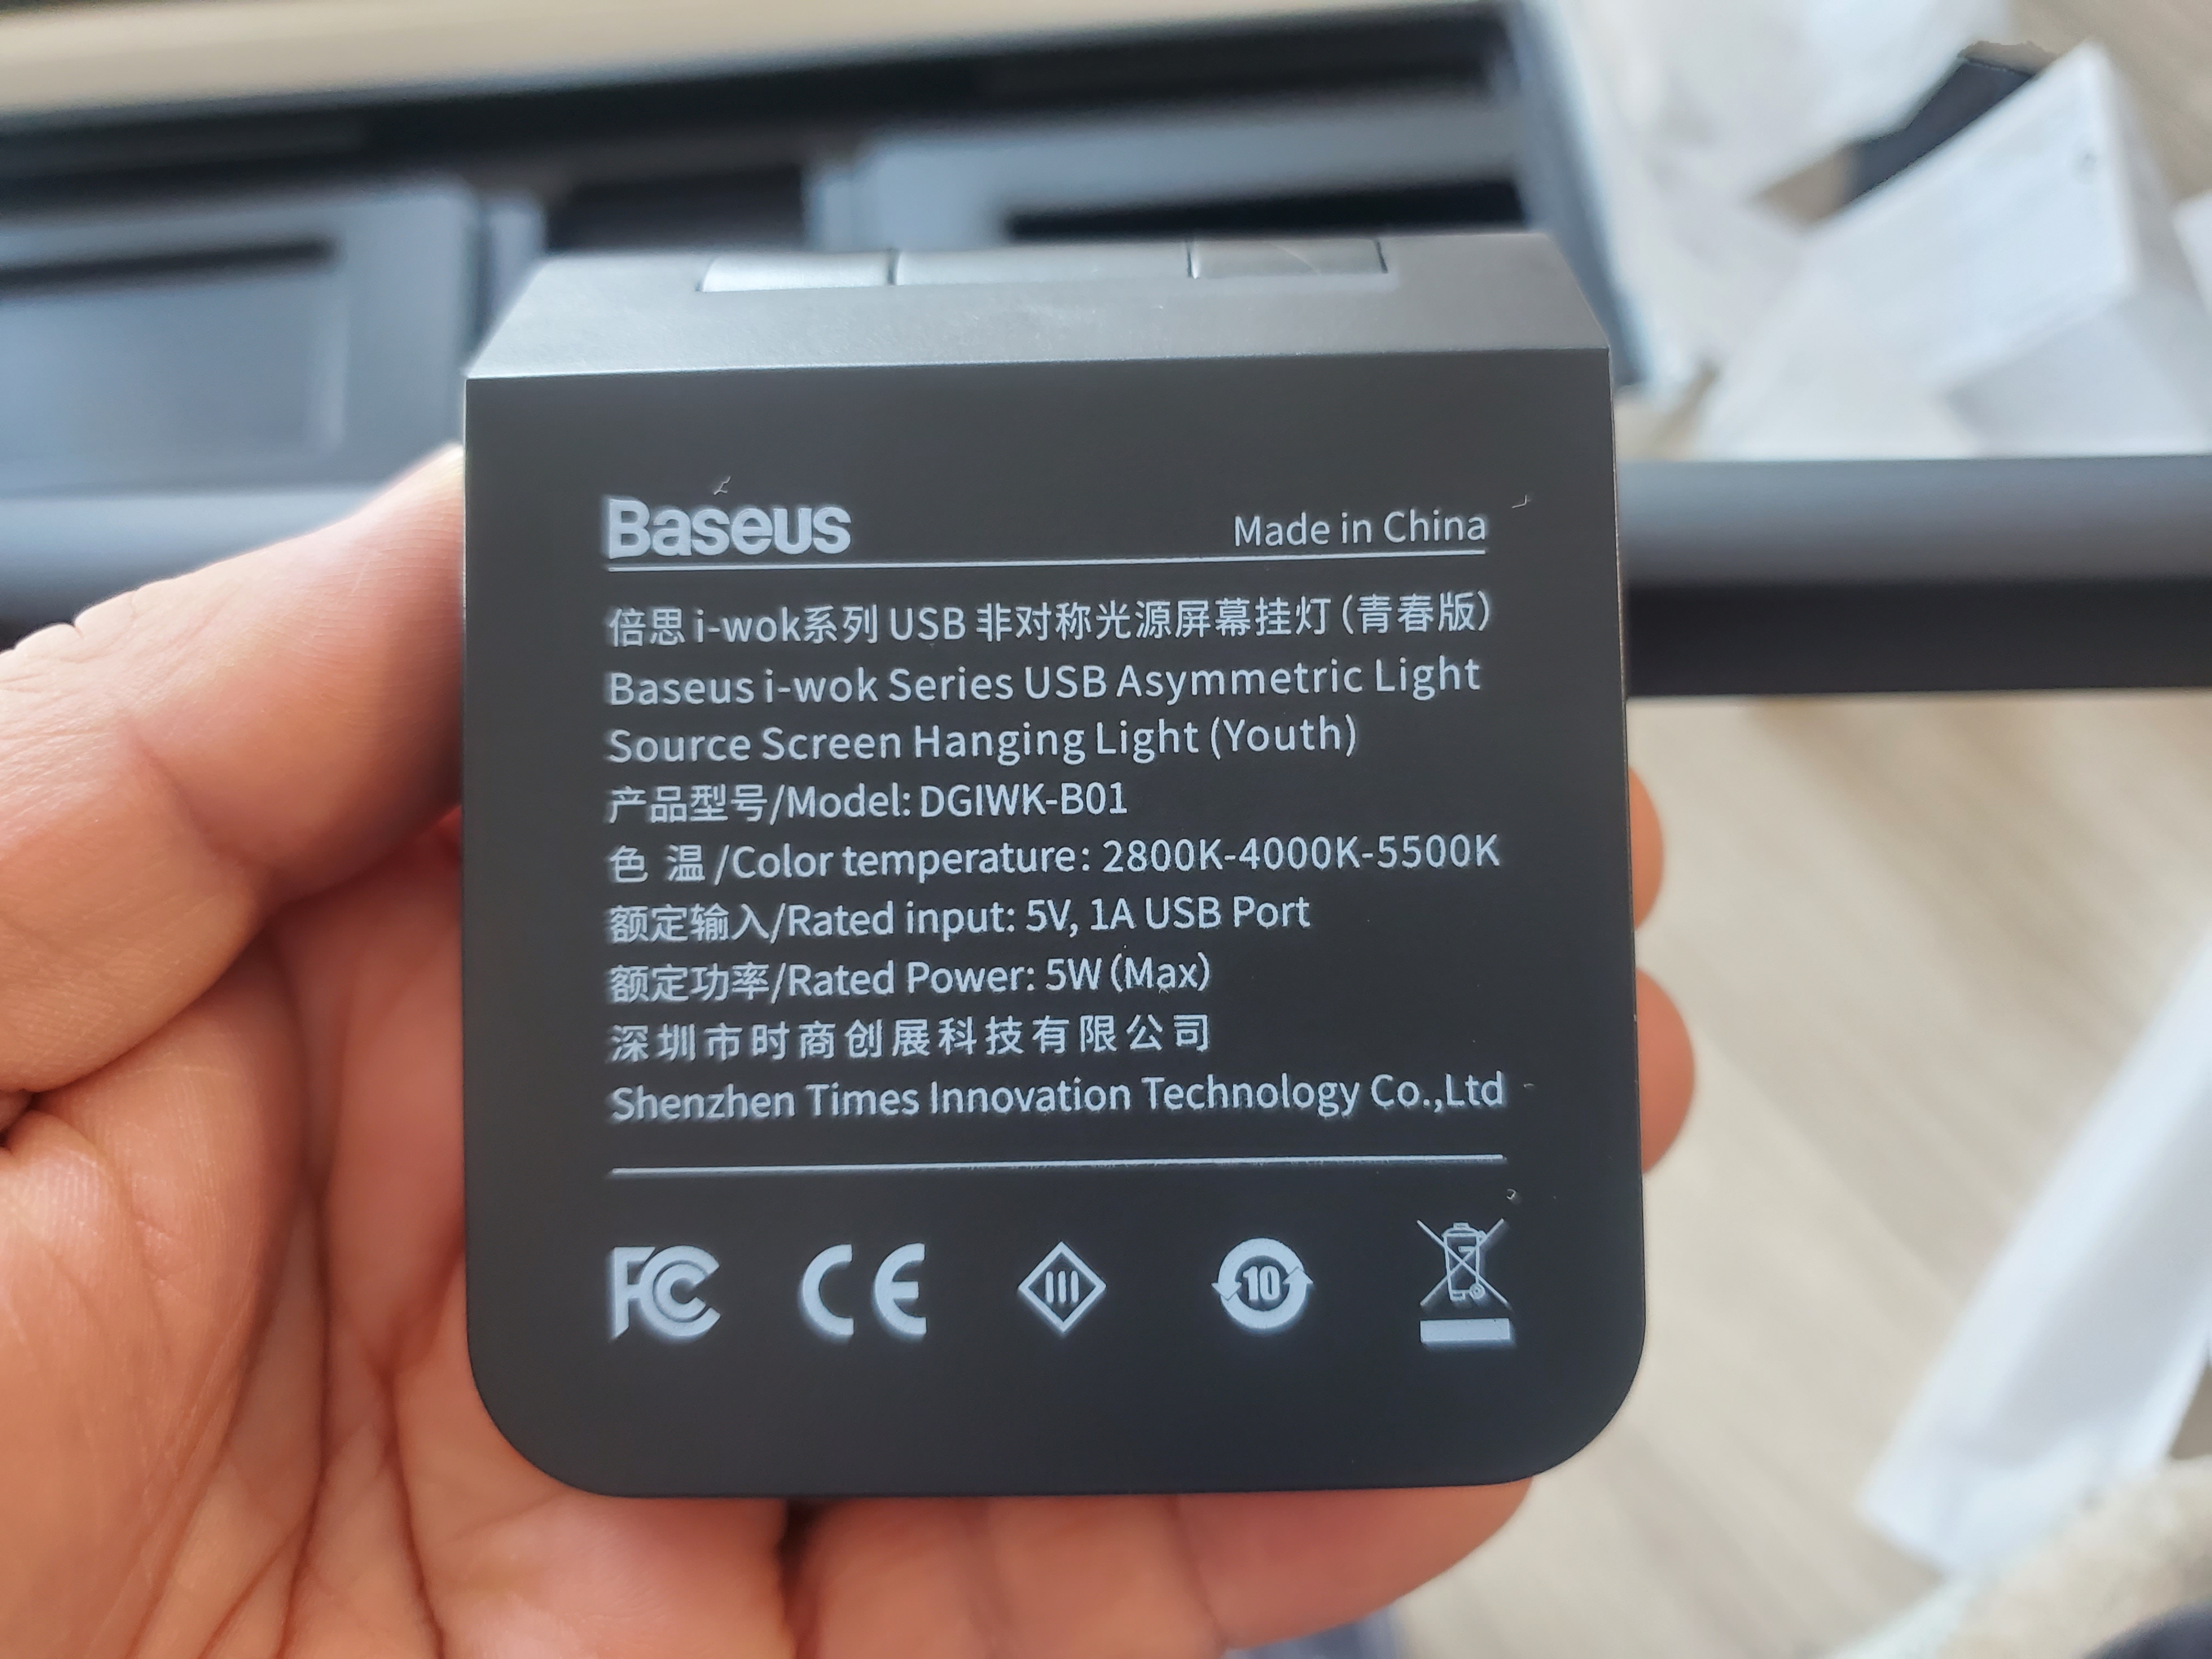 Baseus
Made in China
倍思 i-wok系列 USB 非对称光源屏幕挂灯 (青春版)
Baseus i-wok Series USB Asymmetric Light
Source Screen Hanging Light (Youth)
产品型号/Model: DGIWK-B01
色 温 /Color temperature: 2800K-4000K-5500K
额定输入/Rated input: 5V, 1A USB Port
额定功率/Rated Power: 5W (Max)
深圳市时商创展科技有限公司
Shenzhen Times Innovation Technology Co.,Ltd
FC CE III 10